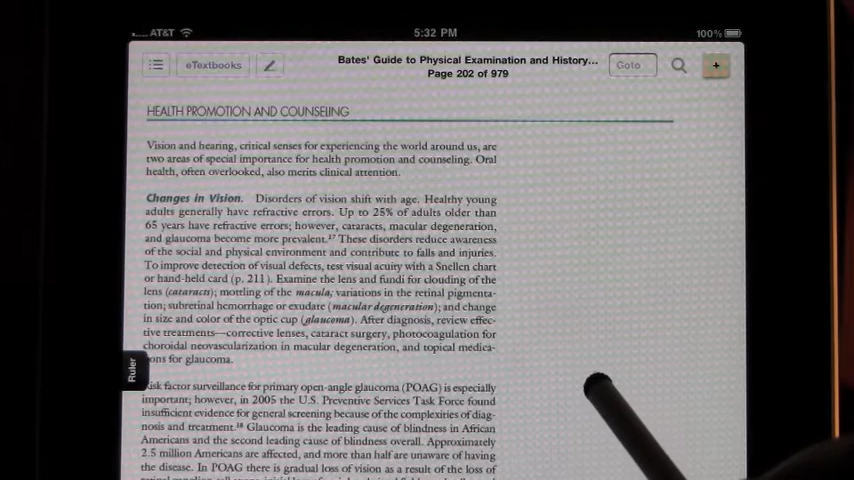 AT&T 5:32 PM 100%
eTextbooks
Bates' Guide to Physical Examination and History...
Page 202 of 979
Goto
+
HEALTH PROMOTION AND COUNSELING
Vision and hearing, critical senses for experiencing the world around us, are
two areas of special importance for health promotion and counseling. Oral
health, often overlooked, also merits clinical attention.
Changes in Vision. Disorders of vision shift with age. Healthy young
adults generally have refractive errors. Up to 25% of adults older than
65 years have refractive errors; however, cataracts, macular degeneration,
and glaucoma become more prevalent.17 These disorders reduce awareness
of the social and physical environment and contribute to falls and injuries.
To improve detection of visual defects, test visual acuity with a Snellen chart
or hand-held card (p. 211). Examine the lens and fundi for clouding of the
lens (cataracts); mottling of the macula; variations in the retinal pigmenta-
tion; subretinal hemorrhage or exudate (macular degeneration); and change
in size and color of the optic cup (glaucoma). After diagnosis, review effec-
tive treatments—corrective lenses, cataract surgery, photocoagulation for
choroidal neovascularization in macular degeneration, and topical medica-
ons for glaucoma.
Ruler
isk factor surveillance for primary open-angle glaucoma (POAG) is especially
important; however, in 2005 the U.S. Preventive Services Task Force found
insufficient evidence for general screening because of the complexities of diag-
nosis and treatment.18 Glaucoma is the leading cause of blindness in African
Americans and the second leading cause of blindness overall. Approximately
2.5 million Americans are affected, and more than half are unaware of having
the disease. In POAG there is gradual loss of vision as a result of the loss of